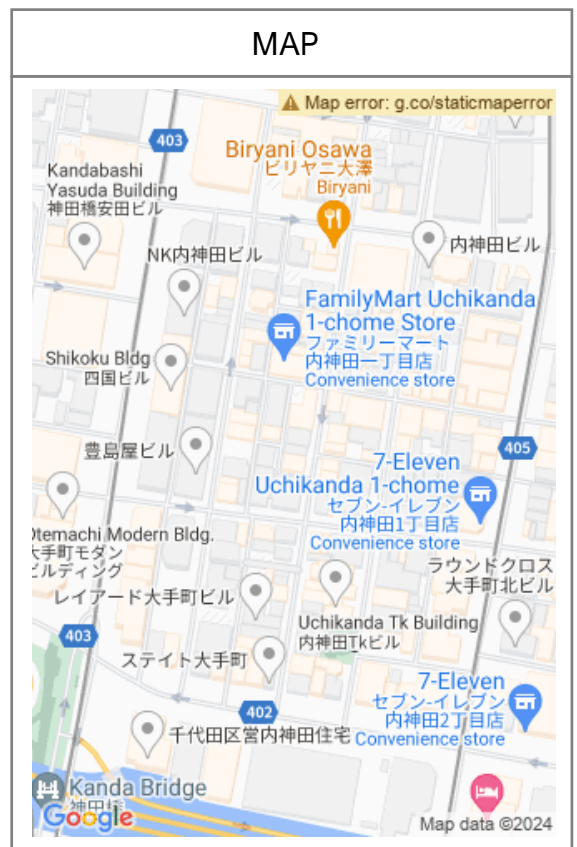 MAP
Map error: g.co/staticmaperror
403
Biryani Osawa
ビリヤニ大澤
Biryani
Kandabashi
Yasuda Building
神田橋安田ビル
内神田ビル
NK内神田ビル
FamilyMart Uchikanda
1-chome Store
ファミリーマート
内神田一丁目店
Convenience store
Shikoku Bldg
四国ビル
豊島屋ビル
405
7-Eleven
Uchikanda 1-chome
セブン-イレブン
内神田1丁目店
Convenience store
Otemachi Modern Bldg.
大手町モダン
ビルディング
ラウンドクロス
大手町北ビル
レイアード大手町ビル
Uchikanda Tk Building
内神田Tkビル
403
ステイト大手町
7-Eleven
セブン-イレブン
内神田2丁目店
Convenience store
402
千代田区営内神田住宅
Kanda Bridge
神田橋
Google
Map data ©2024